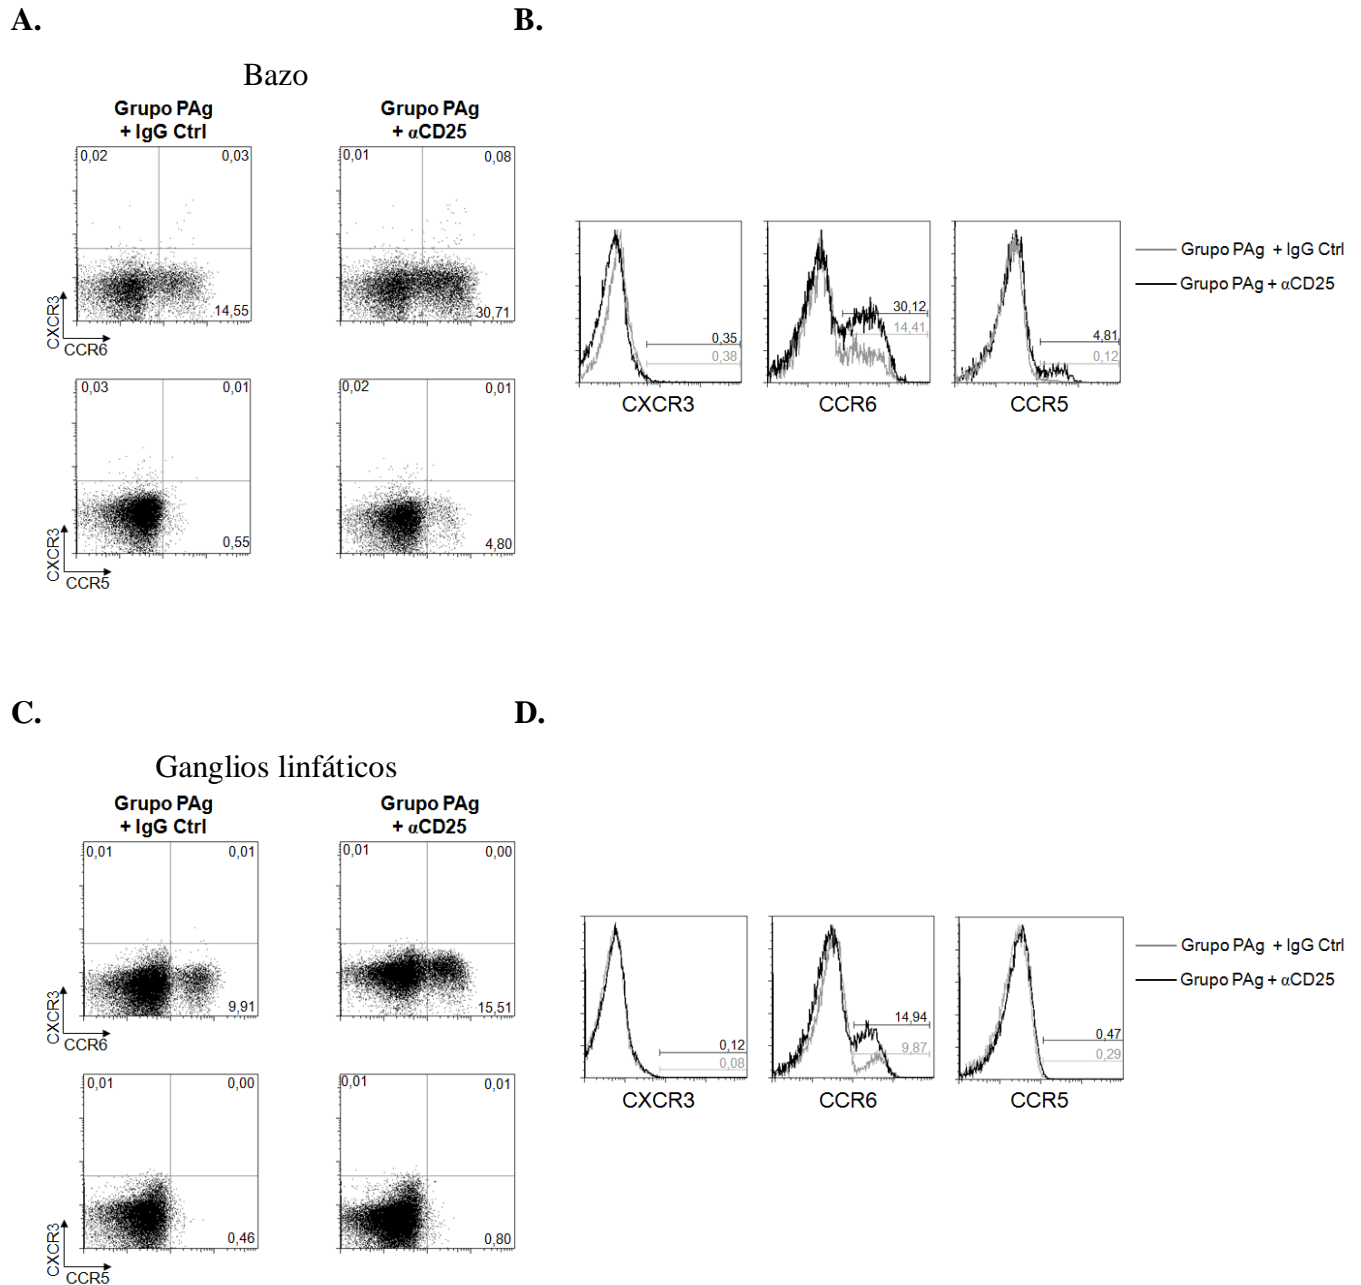 A.
B.
Bazo
Grupo PAg
+ IgG Ctrl
Grupo PAg
+ αCD25
0,02
0,03
14,55
CXCR3
CCR6
0,01
0,08
30,71
0,03
0,01
0,55
CXCR3
CCR5
0,02
0,01
4,80
0,35
0,38
CXCR3
30,12
14,41
CCR6
4,81
0,12
CCR5
Grupo PAg + IgG Ctrl
Grupo PAg + αCD25
C.
D.
Ganglios linfáticos
Grupo PAg
+ IgG Ctrl
Grupo PAg
+ αCD25
0,01
0,01
9,91
CXCR3
CCR6
0,01
0,00
15,51
0,01
0,00
0,46
CXCR3
CCR5
0,01
0,01
0,80
0,12
0,08
CXCR3
14,94
9,87
CCR6
0,47
0,29
CCR5
Grupo PAg + IgG Ctrl
Grupo PAg + αCD25